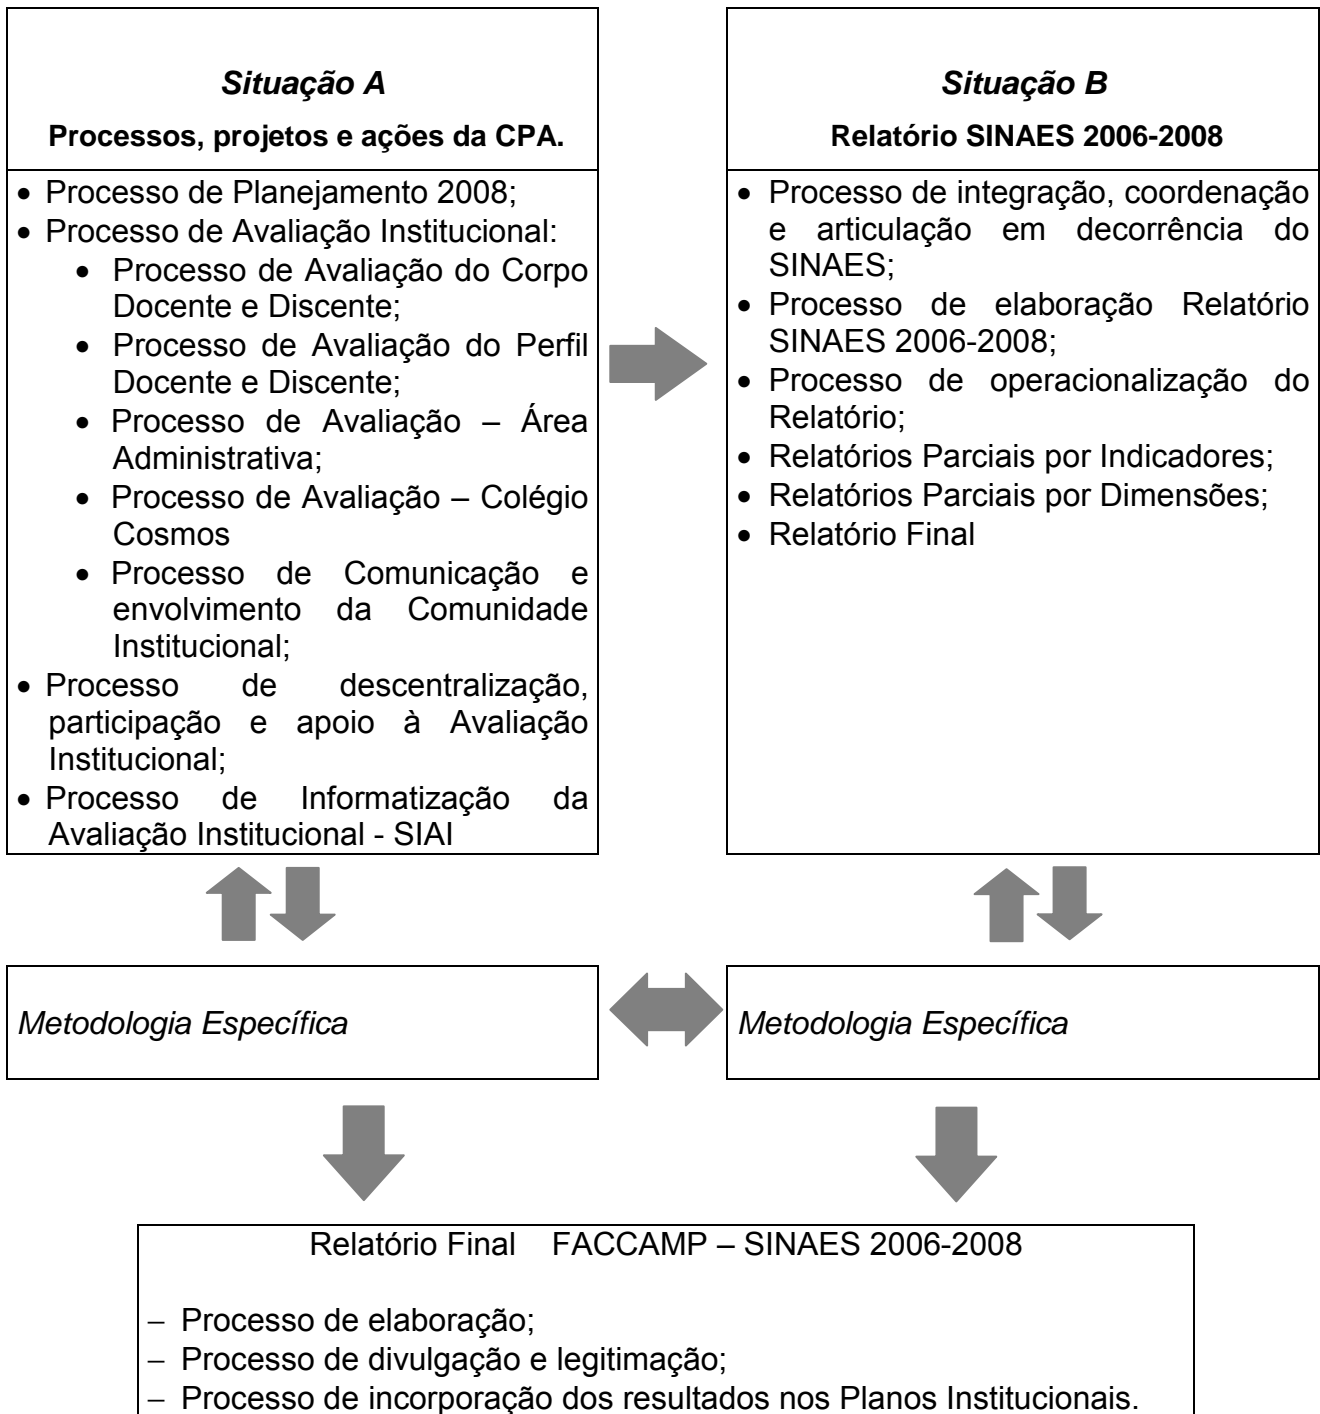 Situação A
Processos, projetos e ações da CPA.
• Processo de Planejamento 2008;
• Processo de Avaliação Institucional:
• Processo de Avaliação do Corpo
Docente e Discente;
• Processo de Avaliação do Perfil
Docente e Discente;
• Processo de Avaliação – Área
Administrativa;
• Processo de Avaliação – Colégio
Cosmos
• Processo de Comunicação e
envolvimento da Comunidade
Institucional;
• Processo de descentralização,
participação e apoio à Avaliação
Institucional;
• Processo de Informatização da
Avaliação Institucional - SIAI
Situação B
Relatório SINAES 2006-2008
• Processo de integração, coordenação
e articulação em decorrência do
SINAES;
• Processo de elaboração Relatório
SINAES 2006-2008;
• Processo de operacionalização do
Relatório;
• Relatórios Parciais por Indicadores;
• Relatórios Parciais por Dimensões;
• Relatório Final
Metodologia Específica
Metodologia Específica
Relatório Final FACCAMP – SINAES 2006-2008
– Processo de elaboração;
– Processo de divulgação e legitimação;
– Processo de incorporação dos resultados nos Planos Institucionais.